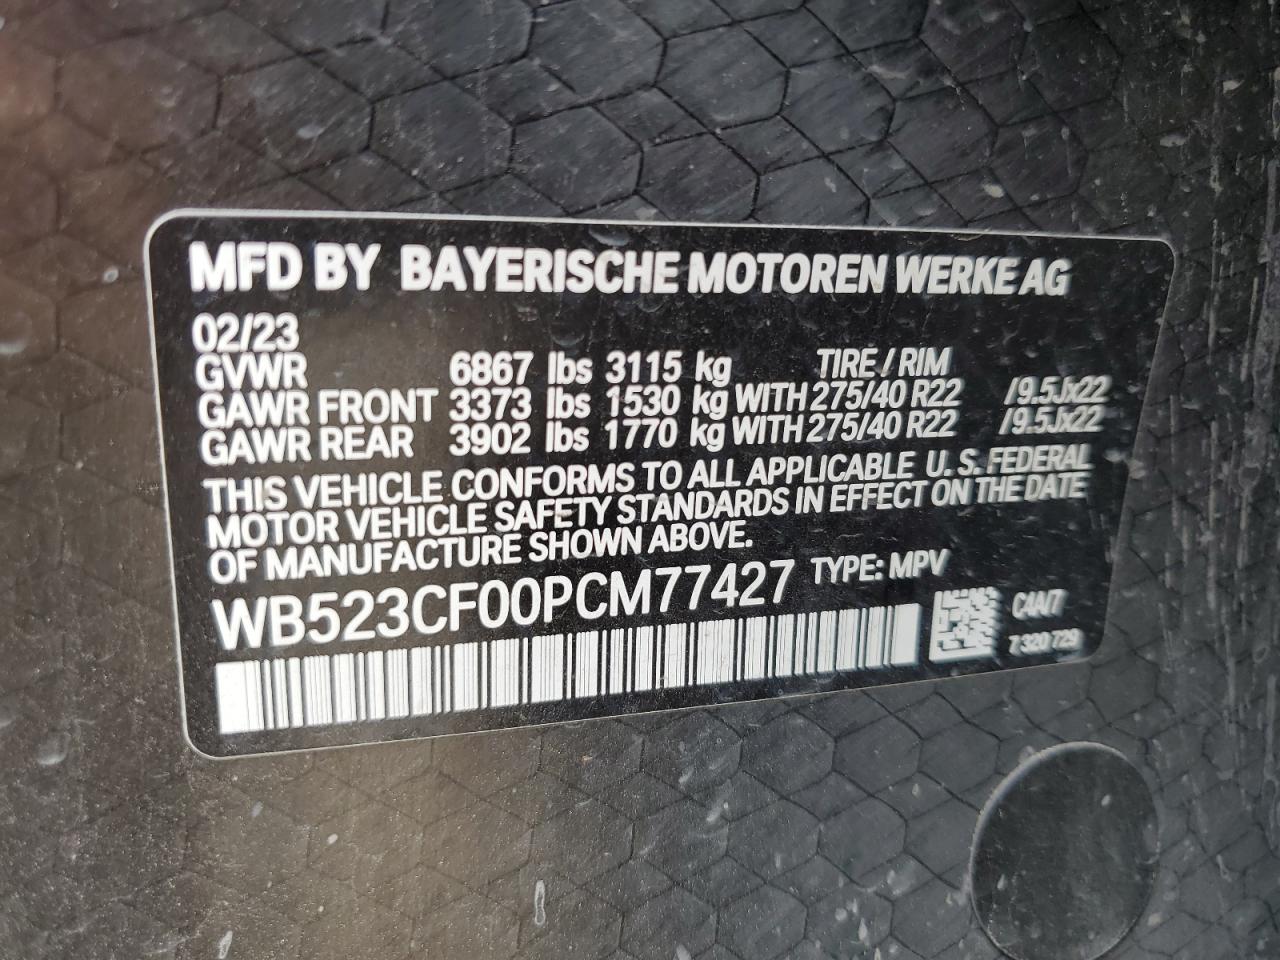 MFD BY BAYERISCHE MOTOREN WERKE AG
02/23
GVWR 6867 lbs 3115 kg TIRE / RIM
GAWR FRONT 3373 lbs 1530 kg WITH 275/40 R22 /9.5Jx22
GAWR REAR 3902 lbs 1770 kg WITH 275/40 R22 /9.5Jx22
THIS VEHICLE CONFORMS TO ALL APPLICABLE U.S. FEDERAL
MOTOR VEHICLE SAFETY STANDARDS IN EFFECT ON THE DATE
OF MANUFACTURE SHOWN ABOVE.
WB523CF00PCM77427 TYPE: MPV
C4A/7
7 320 729